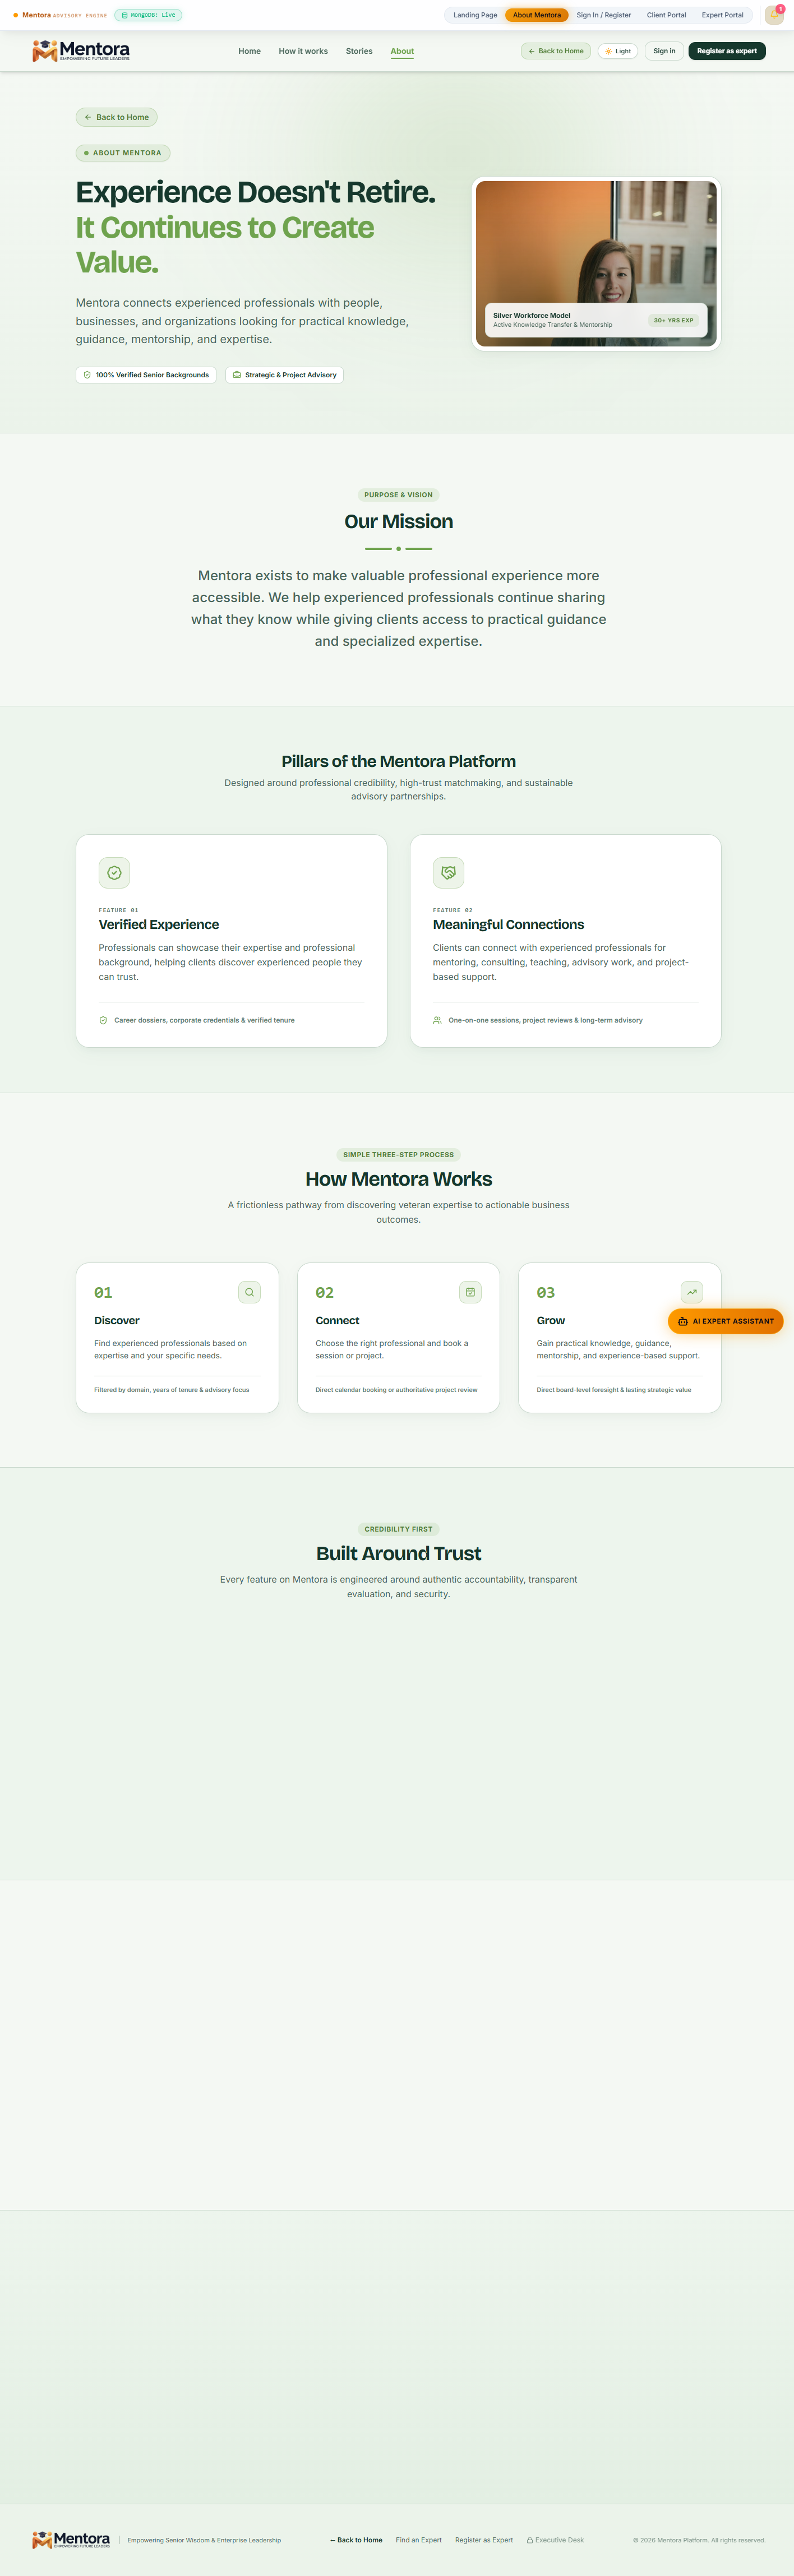 Mentora ADVISORY ENGINE
MongoDB: Live
Landing Page
About Mentora
Sign In / Register
Client Portal
Expert Portal
Mentora
EMPOWERING FUTURE LEADERS
Home
How it works
Stories
About
← Back to Home
Light
Sign in
Register as expert
← Back to Home
ABOUT MENTORA
Experience Doesn't Retire.
It Continues to Create
Value.
Mentora connects experienced professionals with people,
businesses, and organizations looking for practical knowledge,
guidance, mentorship, and expertise.
100% Verified Senior Backgrounds
Strategic & Project Advisory
Silver Workforce Model
Active Knowledge Transfer & Mentorship
30+ YRS EXP
PURPOSE & VISION
Our Mission
Mentora exists to make valuable professional experience more
accessible. We help experienced professionals continue sharing
what they know while giving clients access to practical guidance
and specialized expertise.
Pillars of the Mentora Platform
Designed around professional credibility, high-trust matchmaking, and sustainable
advisory partnerships.
FEATURE 01
Verified Experience
Professionals can showcase their expertise and professional
background, helping clients discover experienced people they
can trust.
Career dossiers, corporate credentials & verified tenure
FEATURE 02
Meaningful Connections
Clients can connect with experienced professionals for
mentoring, consulting, teaching, advisory work, and project-
based support.
One-on-one sessions, project reviews & long-term advisory
SIMPLE THREE-STEP PROCESS
How Mentora Works
A frictionless pathway from discovering veteran expertise to actionable business
outcomes.
01
Discover
Find experienced professionals based on
expertise and your specific needs.
Filtered by domain, years of tenure & advisory focus
02
Connect
Choose the right professional and book a
session or project.
Direct calendar booking or authoritative project review
03
Grow
Gain practical knowledge, guidance,
mentorship, and experience-based support.
Direct board-level foresight & lasting strategic value
AI EXPERT ASSISTANT
CREDIBILITY FIRST
Built Around Trust
Every feature on Mentora is engineered around authentic accountability, transparent
evaluation, and security.
Mentora
EMPOWERING FUTURE LEADERS
Empowering Senior Wisdom & Enterprise Leadership
← Back to Home
Find an Expert
Register as Expert
Executive Desk
© 2026 Mentora Platform. All rights reserved.